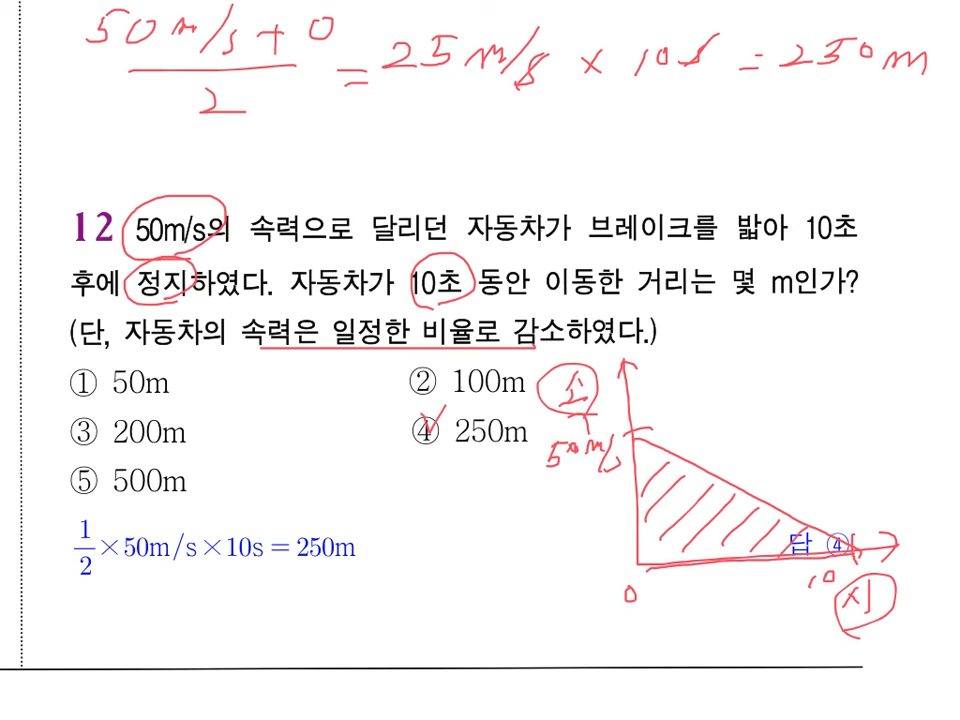 50m/s+0
2
= 25m/s × 10s = 250m
12 50m/s의 속력으로 달리던 자동차가 브레이크를 밟아 10초
후에 정지하였다. 자동차가 10초 동안 이동한 거리는 몇 m인가?
(단, 자동차의 속력은 일정한 비율로 감소하였다.)
① 50m
② 100m
③ 200m
④ 250m
⑤ 500m
1/2 ×50m/s×10s=250m
50m/s
답 ④
0
10
시